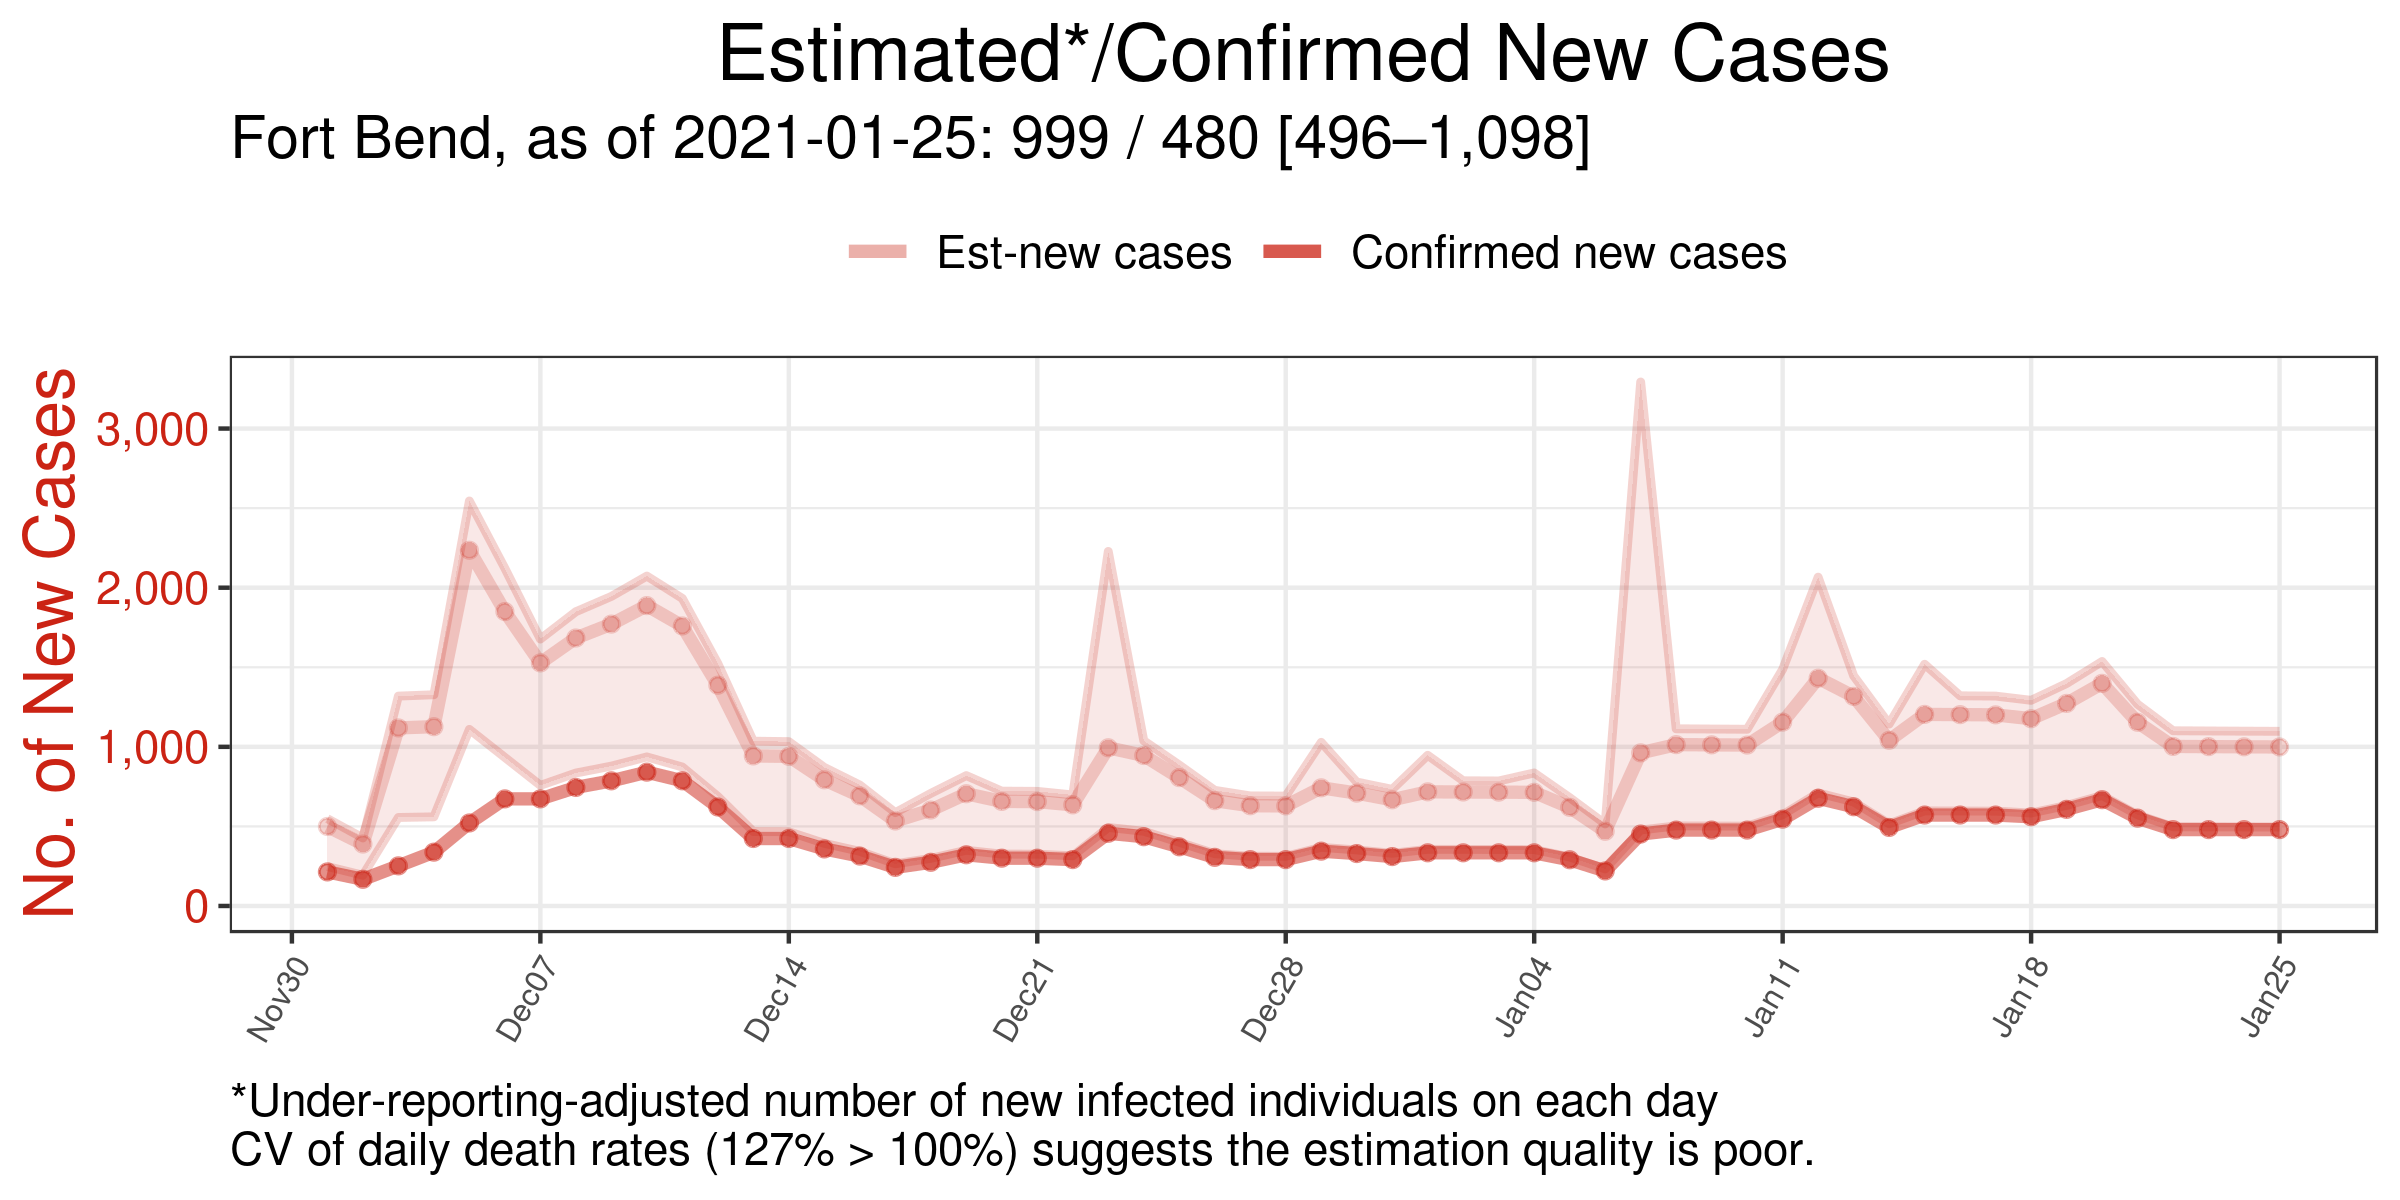 Estimated*/Confirmed New Cases
Fort Bend, as of 2021-01-25: 999 / 480 [496–1,098]
Est-new cases Confirmed new cases
No. of New Cases
3,000
2,000
1,000
0
Nov30 Dec07 Dec14 Dec21 Dec28 Jan04 Jan11 Jan18 Jan25
*Under-reporting-adjusted number of new infected individuals on each day
CV of daily death rates (127% > 100%) suggests the estimation quality is poor.